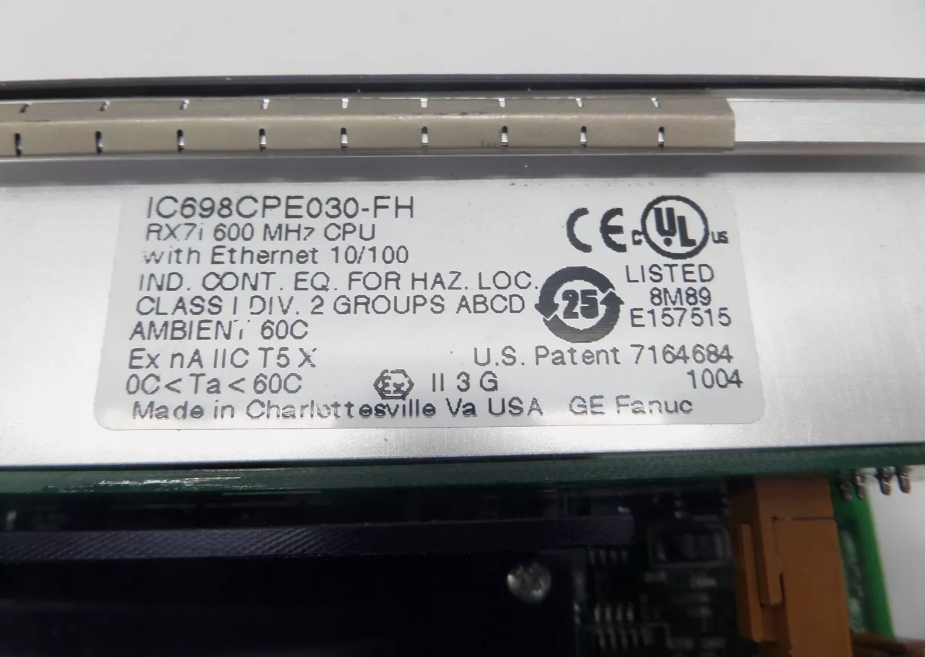 IC698CPE030-FH
RX7i 600 MHz CPU
with Ethernet 10/100
IND. CONT. EQ. FOR HAZ. LOC.
CLASS I DIV. 2 GROUPS ABCD
AMBIENT 60C
Ex nA IIC T5 X
0C < Ta < 60C
Ex II 3 G
Made in Charlottesville Va USA GE Fanuc
CE c UL us
LISTED
8M89
E157515
25
U.S. Patent 7164684
1004